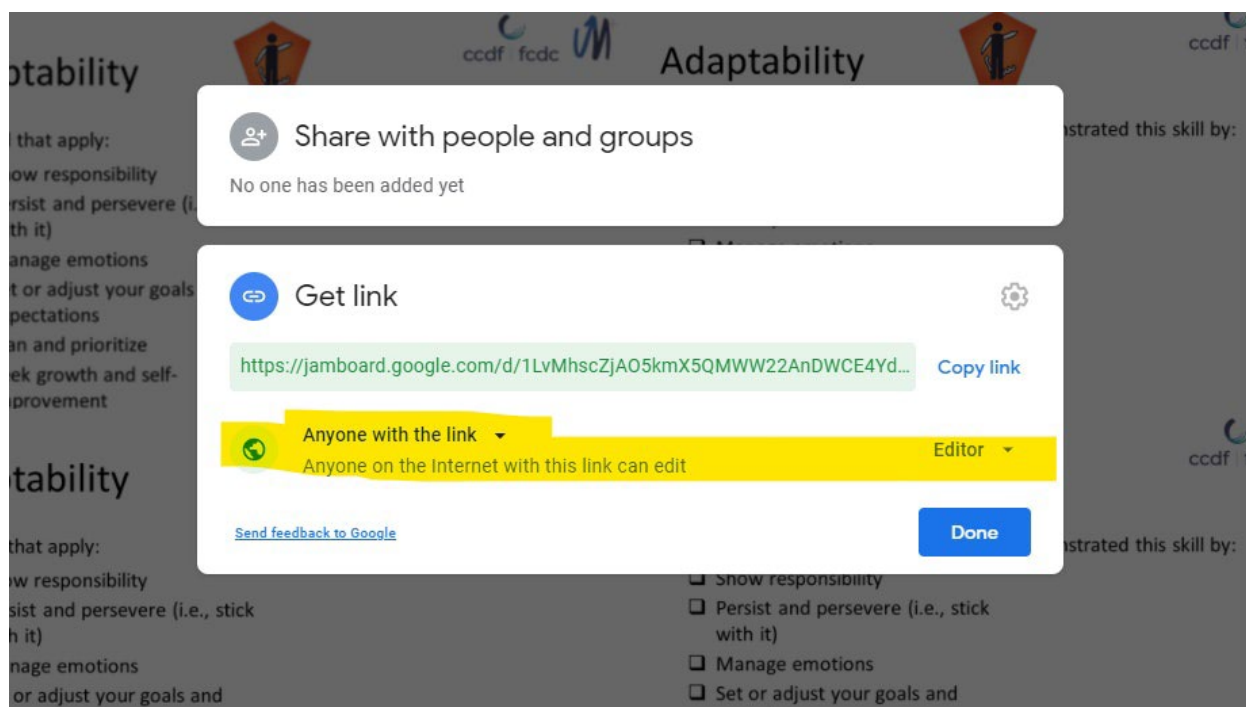 ptability
ccdf fcdc
Adaptability
ccdf
that apply:
nstrated this skill by:
Share with people and groups
No one has been added yet
ow responsibility
rsist and persevere (i.
th it)
anage emotions
t or adjust your goals
pectations
an and prioritize
ek growth and self-
provement
Get link
https://jamboard.google.com/d/1LvMhscZjAO5kmX5QMWW22AnDWCE4Yd...
Copy link
Anyone with the link
Anyone on the Internet with this link can edit
Editor
Send feedback to Google
Done
tability
ccdf
that apply:
nstrated this skill by:
ow responsibility
sist and persevere (i.e., stick
h it)
nage emotions
or adjust your goals and
Show responsibility
Persist and persevere (i.e., stick
with it)
Manage emotions
Set or adjust your goals and